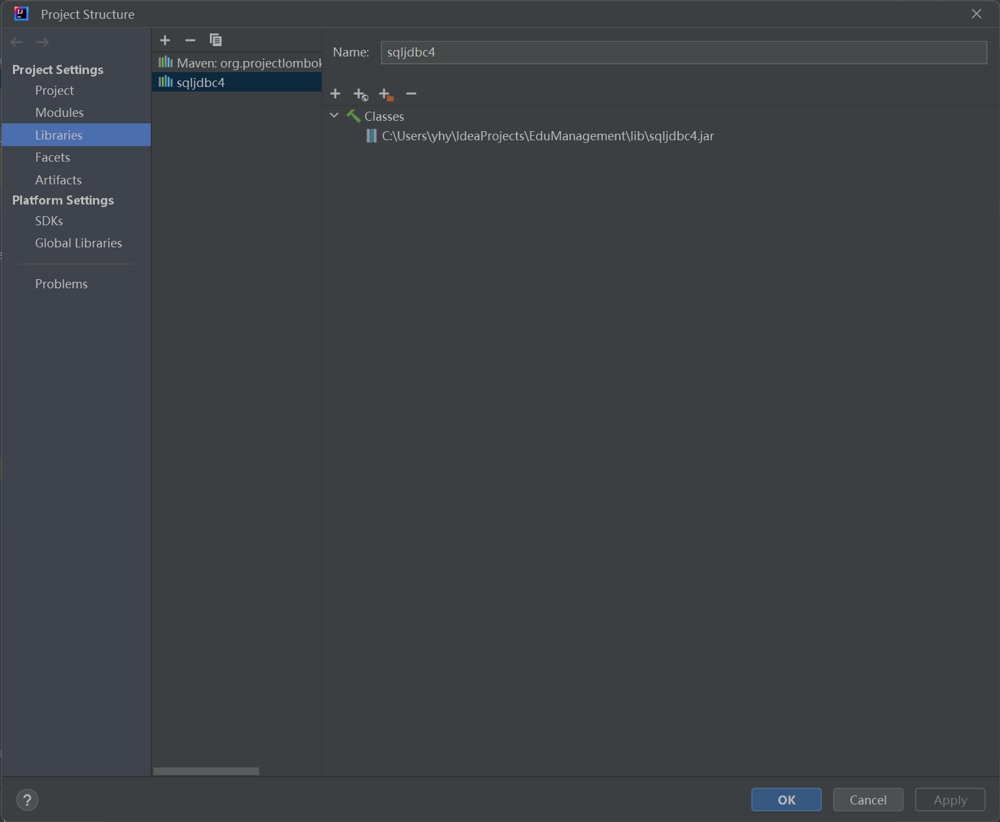 Project Structure
Project Settings
Project
Modules
Libraries
Facets
Artifacts
Platform Settings
SDKs
Global Libraries
Problems
Maven: org.projectlombok
sqljdbc4
Name: sqljdbc4
Classes
C:\Users\yhy\IdeaProjects\EduManagement\lib\sqljdbc4.jar
?
OK
Cancel
Apply